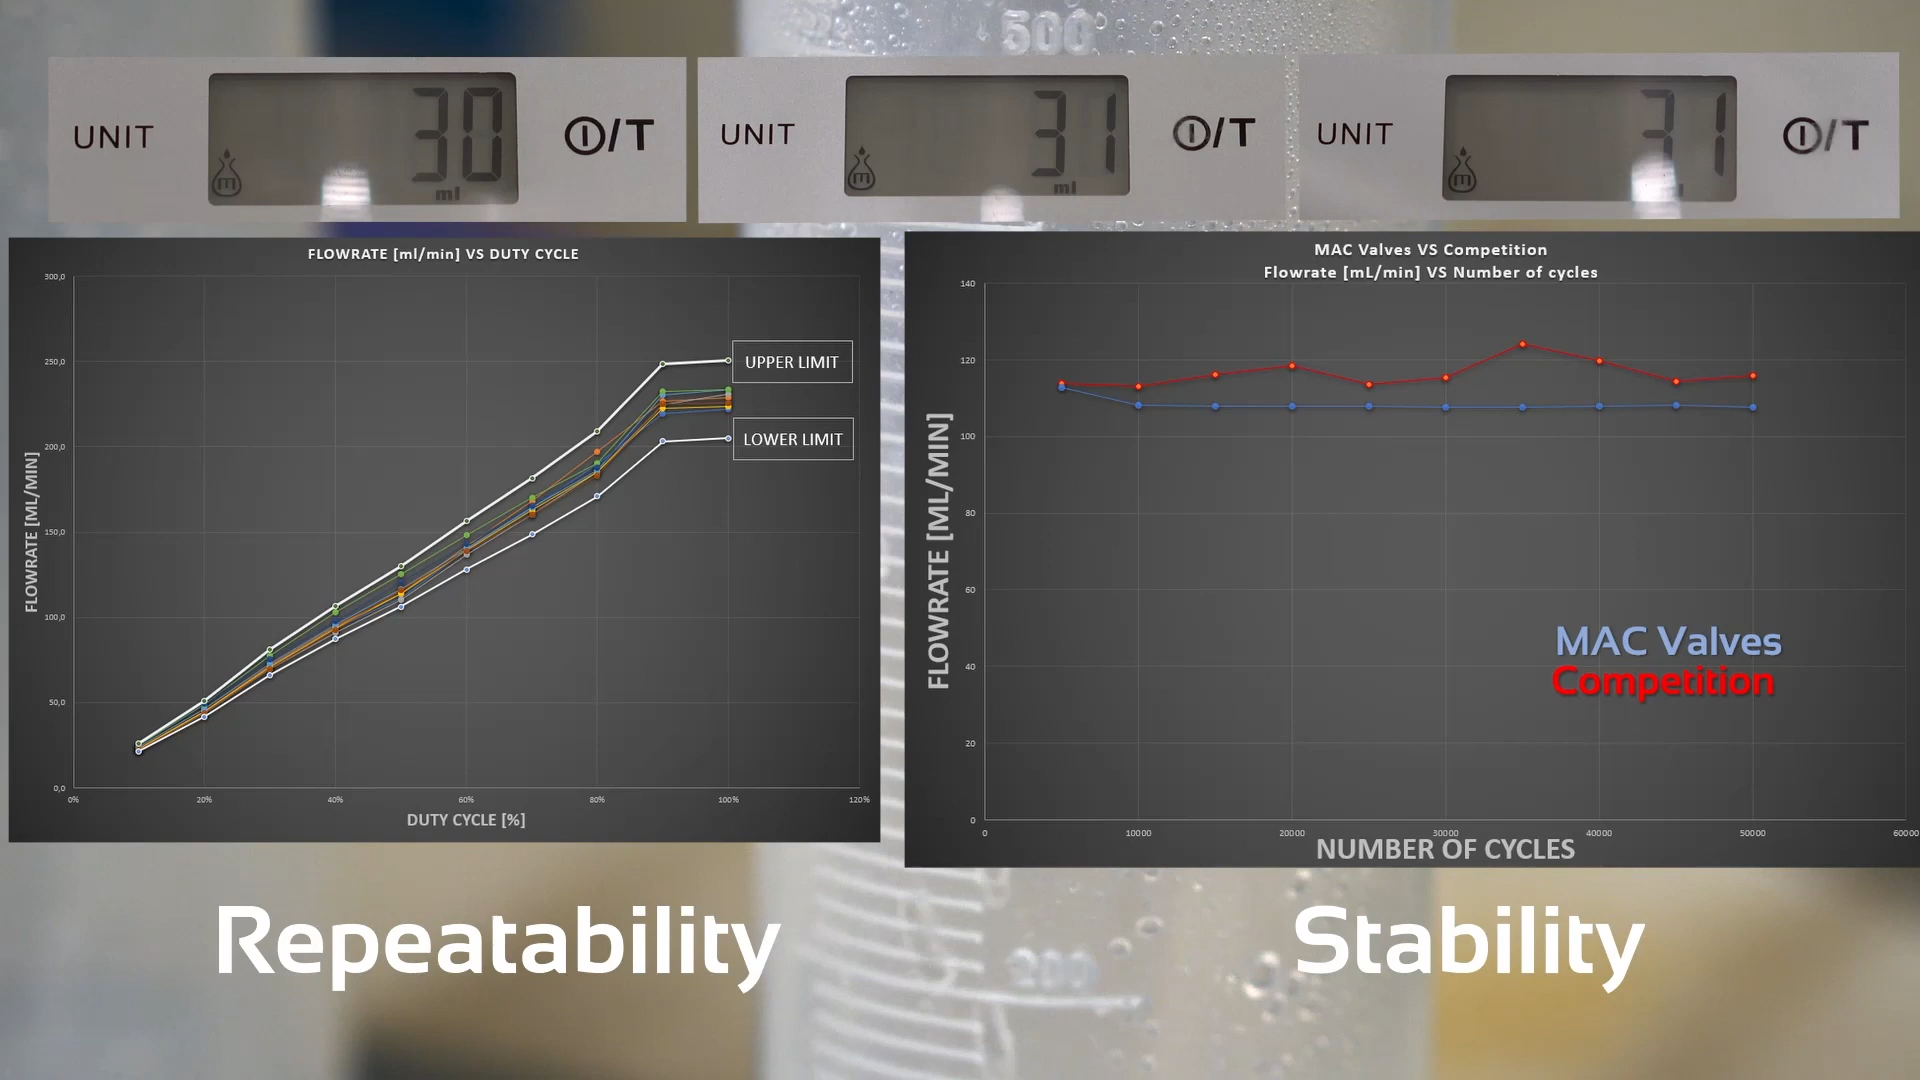 500
UNIT
30
ml
I/T
UNIT
31
ml
I/T
UNIT
31
I/T
FLOWRATE [ml/min] VS DUTY CYCLE
300,0
250,0
200,0
150,0
100,0
50,0
0,0
0%
20%
40%
60%
80%
100%
120%
UPPER LIMIT
LOWER LIMIT
FLOWRATE [ML/MIN]
DUTY CYCLE [%]
MAC Valves VS Competition
Flowrate [mL/min] VS Number of cycles
140
120
100
80
60
40
20
0
0
10000
20000
30000
40000
50000
60000
FLOWRATE [ML/MIN]
NUMBER OF CYCLES
MAC Valves
Competition
Repeatability
Stability
200